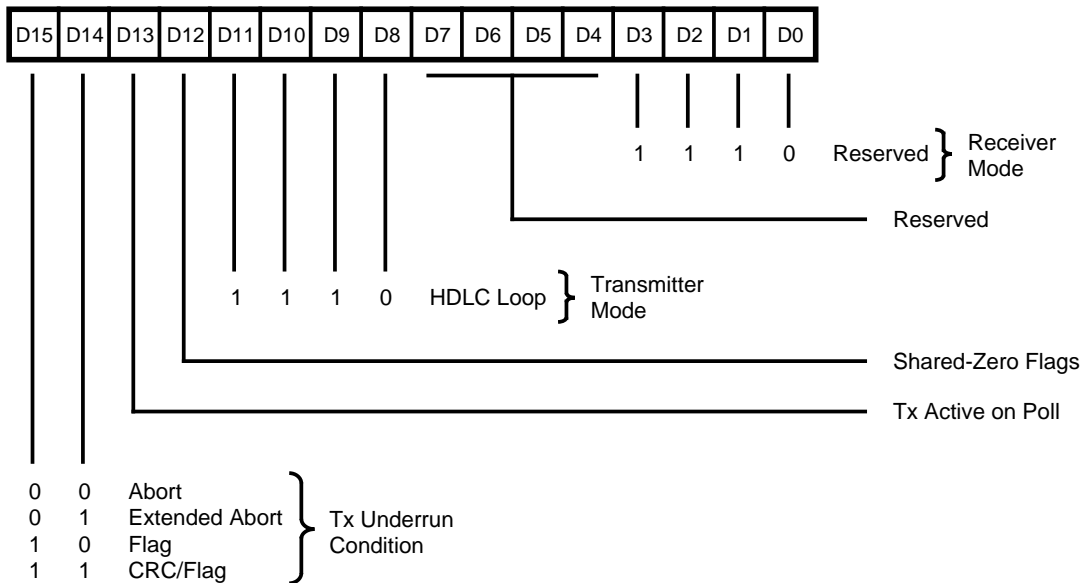 D15 D14 D13 D12 D11 D10 D9 D8 D7 D6 D5 D4 D3 D2 D1 D0
1 1 1 0 Reserved Receiver
Mode
Reserved
1 1 1 0 HDLC Loop Transmitter
Mode
Shared-Zero Flags
Tx Active on Poll
0 0 Abort
0 1 Extended Abort Tx Underrun
1 0 Flag Condition
1 1 CRC/Flag